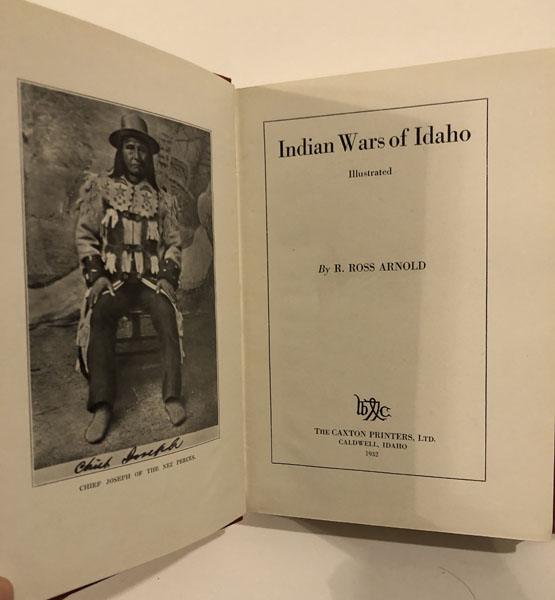 Chief Joseph
CHIEF JOSEPH OF THE NEZ PERCES.
Indian Wars of Idaho
Illustrated
By R. ROSS ARNOLD
THE CAXTON PRINTERS, LTD.
CALDWELL, IDAHO
1932